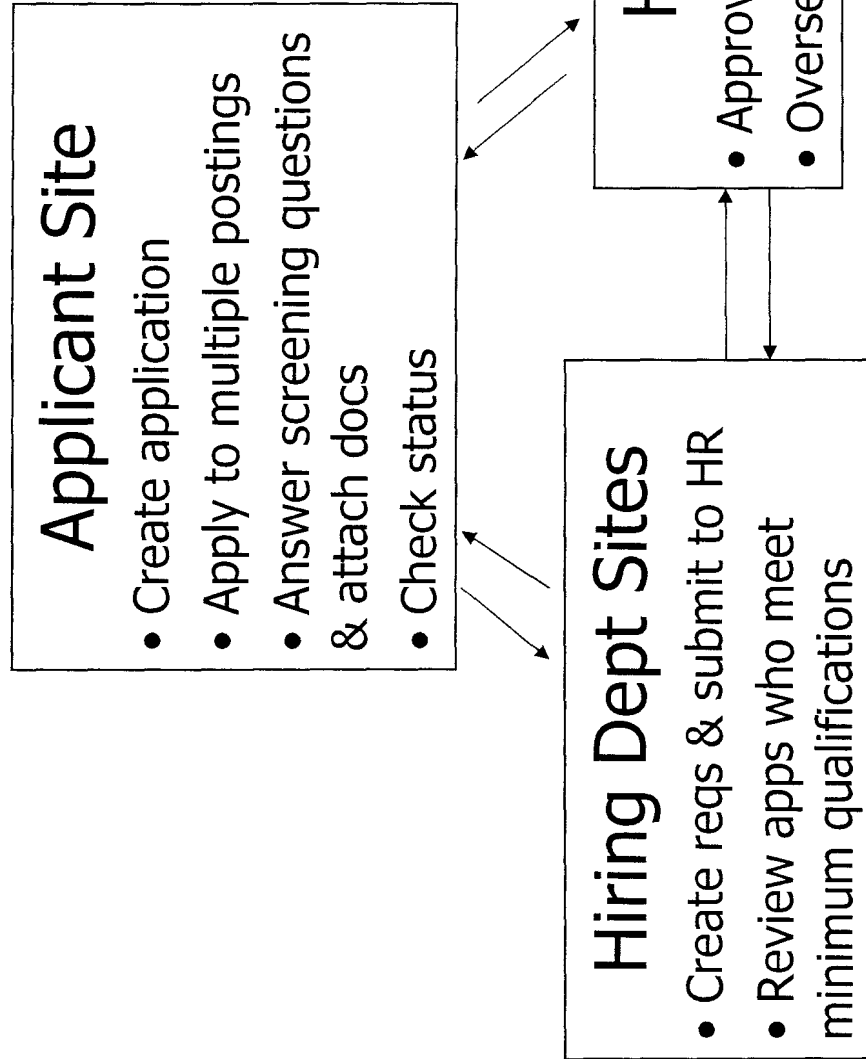 Applicant Site
• Create application
• Apply to multiple postings
• Answer screening questions
& attach docs
• Check status
Hiring Dept Sites
• Create reqs & submit to HR
• Review apps who meet
minimum qualifications
H
• Approv
• Overse